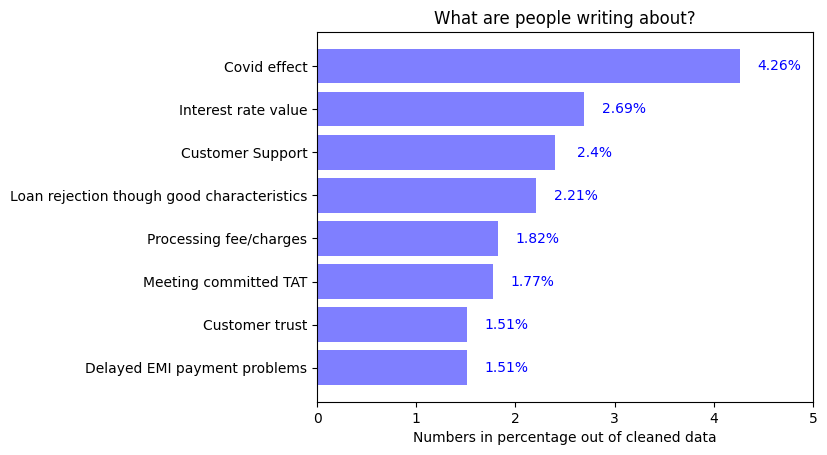 What are people writing about?
Covid effect
4.26%
Interest rate value
2.69%
Customer Support
2.4%
Loan rejection though good characteristics
2.21%
Processing fee/charges
1.82%
Meeting committed TAT
1.77%
Customer trust
1.51%
Delayed EMI payment problems
1.51%
0 1 2 3 4 5
Numbers in percentage out of cleaned data